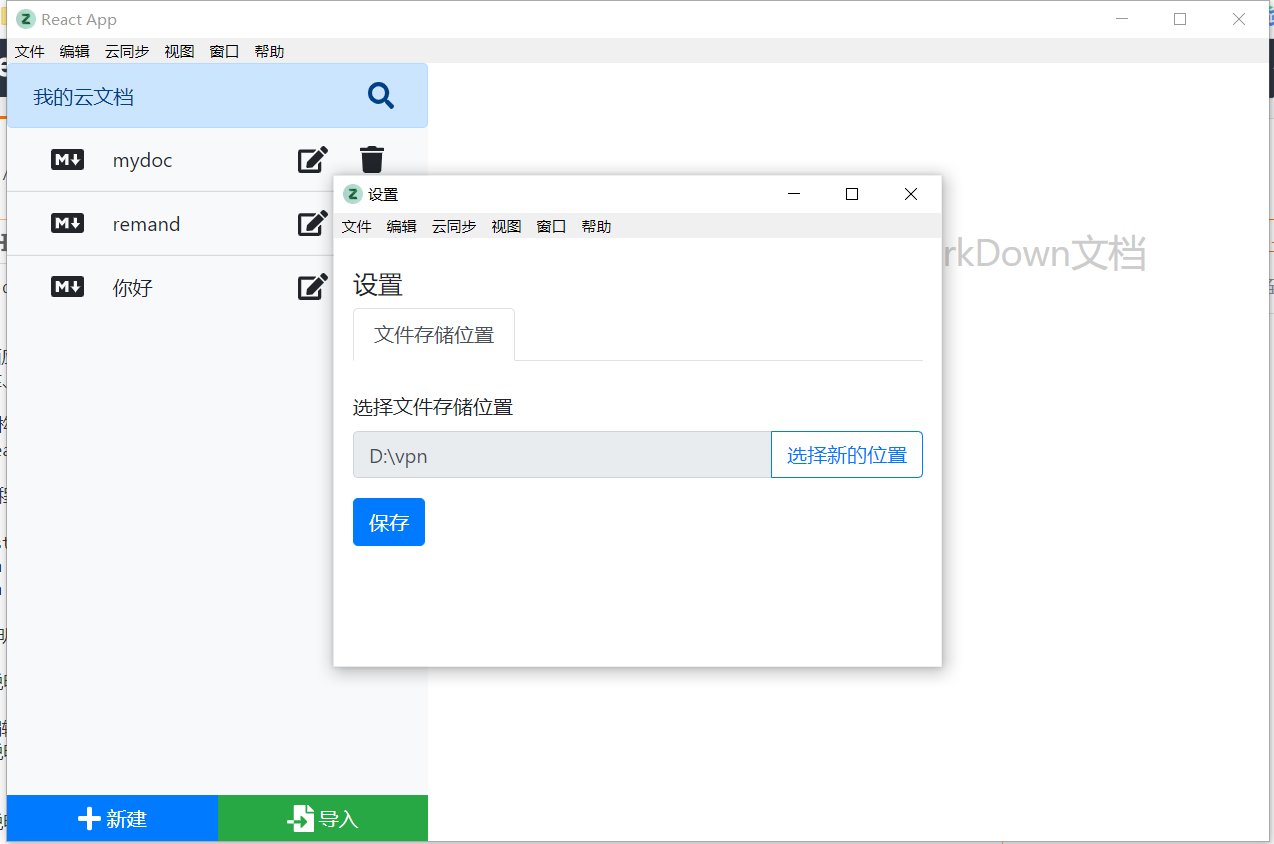 React App
文件 编辑 云同步 视图 窗口 帮助
我的云文档
mydoc
remand
你好
rkDown文档
设置
文件 编辑 云同步 视图 窗口 帮助
设置
文件存储位置
选择文件存储位置
D:\vpn
选择新的位置
保存
新建
导入